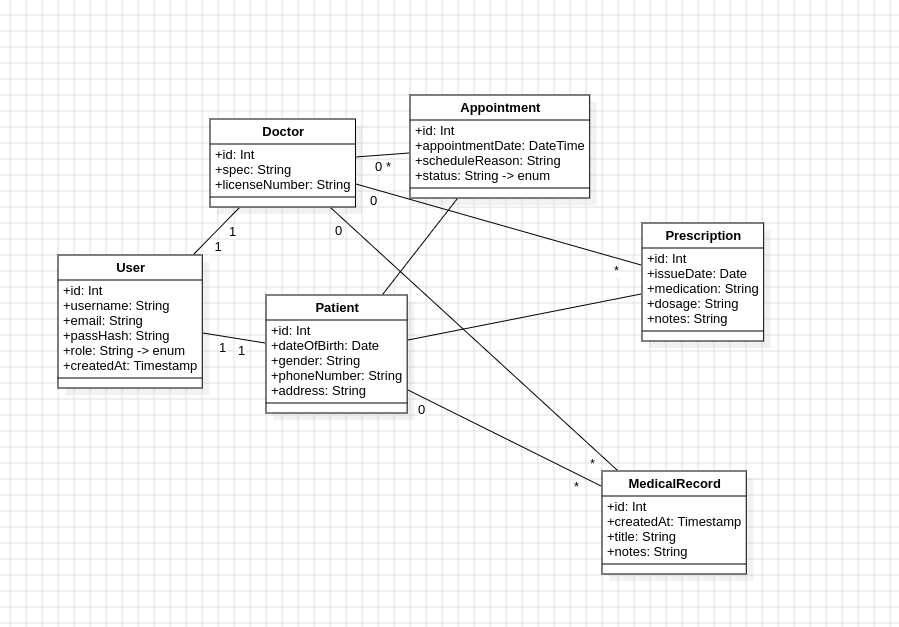 Doctor
+id: Int
+spec: String
+licenseNumber: String
Appointment
+id: Int
+appointmentDate: DateTime
+scheduleReason: String
+status: String -> enum
0 *
0
0
1
1
User
+id: Int
+username: String
+email: String
+passHash: String
+role: String -> enum
+createdAt: Timestamp
Patient
+id: Int
+dateOfBirth: Date
+gender: String
+phoneNumber: String
+address: String
1 1
0
Prescription
+id: Int
+issueDate: Date
+medication: String
+dosage: String
+notes: String
*
*
*
MedicalRecord
+id: Int
+createdAt: Timestamp
+title: String
+notes: String